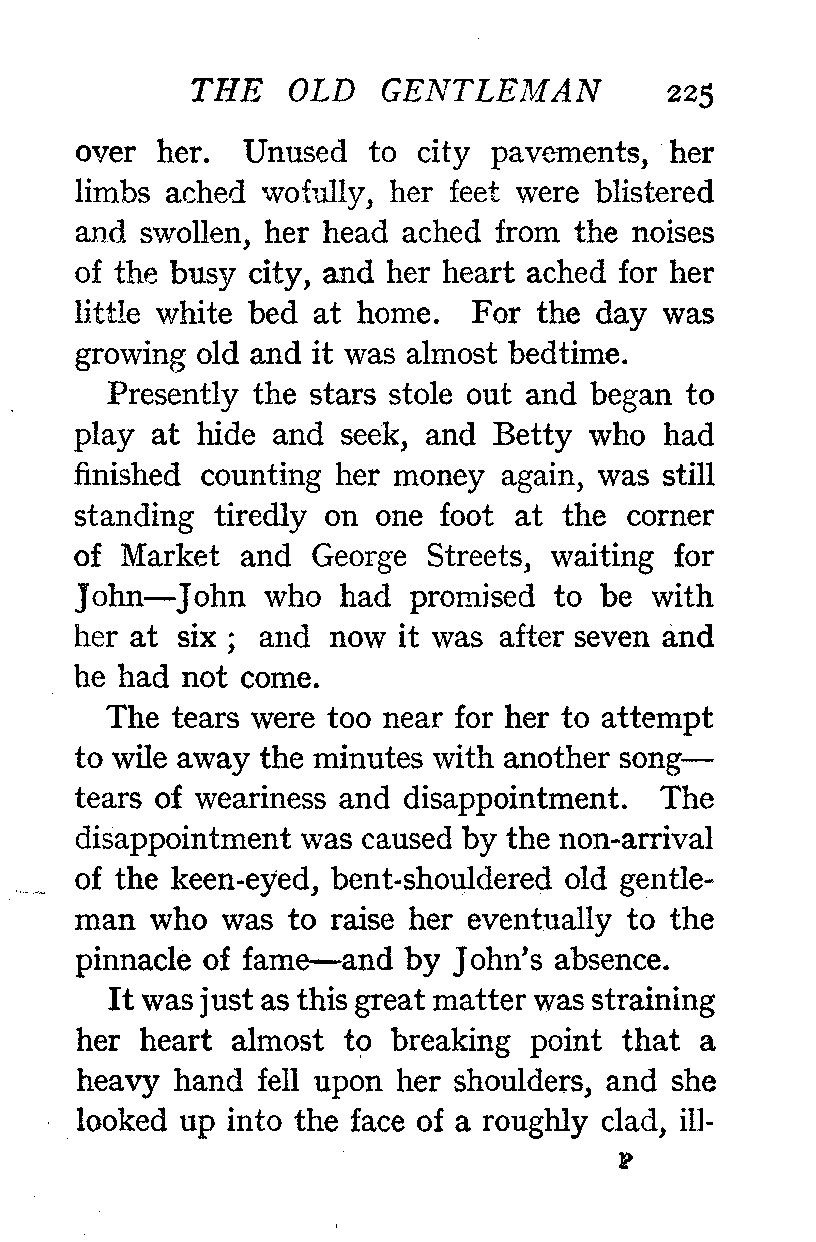 THE OLD GENTLEMAN 225
over her. Unused to city pavements, her
limbs ached wofully, her feet were blistered
and swollen, her head ached from the noises
of the busy city, and her heart ached for her
little white bed at home. For the day was
growing old and it was almost bedtime.
Presently the stars stole out and began to
play at hide and seek, and Betty who had
finished counting her money again, was still
standing tiredly on one foot at the corner
of Market and George Streets, waiting for
John—John who had promised to be with
her at six ; and now it was after seven and
he had not come.
The tears were too near for her to attempt
to wile away the minutes with another song—
tears of weariness and disappointment. The
disappointment was caused by the non-arrival
of the keen-eyed, bent-shouldered old gentle-
man who was to raise her eventually to the
pinnacle of fame—and by John's absence.
It was just as this great matter was straining
her heart almost to breaking point that a
heavy hand fell upon her shoulders, and she
looked up into the face of a roughly clad, ill-
P